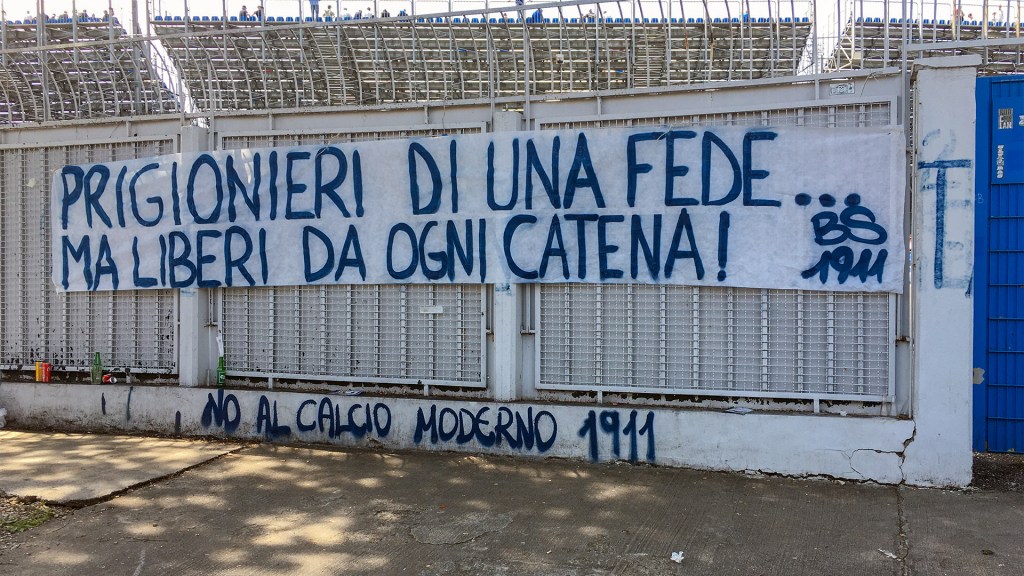 PRIGIONIERI DI UNA FEDE...
MA LIBERI DA OGNI CATENA!
BS
1911
NO AL CALCIO MODERNO 1911